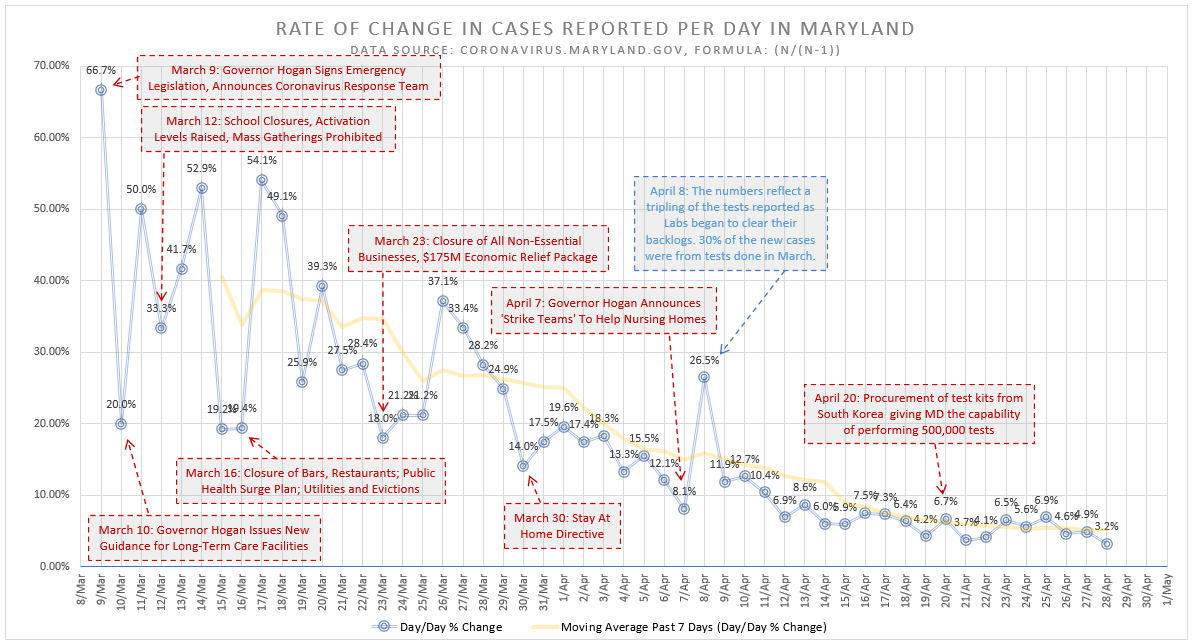 RATE OF CHANGE IN CASES REPORTED PER DAY IN MARYLAND
DATA SOURCE: CORONAVIRUS.MARYLAND.GOV, FORMULA: (N/(N-1))
70.00%
60.00%
50.00%
40.00%
30.00%
20.00%
10.00%
0.00%
March 9: Governor Hogan Signs Emergency
Legislation, Announces Coronavirus Response Team
March 12: School Closures, Activation
Levels Raised, Mass Gatherings Prohibited
April 8: The numbers reflect a
tripling of the tests reported as
Labs began to clear their
backlogs. 30% of the new cases
were from tests done in March.
March 23: Closure of All Non-Essential
Businesses, $175M Economic Relief Package
April 7: Governor Hogan Announces
'Strike Teams' To Help Nursing Homes
April 20: Procurement of test kits from
South Korea giving MD the capability
of performing 500,000 tests
March 16: Closure of Bars, Restaurants; Public
Health Surge Plan; Utilities and Evictions
March 10: Governor Hogan Issues New
Guidance for Long-Term Care Facilities
March 30: Stay At
Home Directive
66.7%
20.0%
50.0%
33.3%
41.7%
52.9%
19.2%
19.4%
54.1%
49.1%
25.9%
39.3%
27.5%
28.4%
18.0%
21.2%
21.2%
37.1%
33.4%
28.2%
24.9%
14.0%
17.5%
19.6%
17.4%
18.3%
13.3%
15.5%
12.1%
8.1%
26.5%
11.9%
12.7%
10.4%
6.9%
8.6%
6.0%
5.9%
7.5%
7.3%
6.4%
4.2%
6.7%
3.7%
4.1%
6.5%
5.6%
6.9%
4.6%
4.9%
3.2%
8/Mar
9/Mar
10/Mar
11/Mar
12/Mar
13/Mar
14/Mar
15/Mar
16/Mar
17/Mar
18/Mar
19/Mar
20/Mar
21/Mar
22/Mar
23/Mar
24/Mar
25/Mar
26/Mar
27/Mar
28/Mar
29/Mar
30/Mar
31/Mar
1/Apr
2/Apr
3/Apr
4/Apr
5/Apr
6/Apr
7/Apr
8/Apr
9/Apr
10/Apr
11/Apr
12/Apr
13/Apr
14/Apr
15/Apr
16/Apr
17/Apr
18/Apr
19/Apr
20/Apr
21/Apr
22/Apr
23/Apr
24/Apr
25/Apr
26/Apr
27/Apr
28/Apr
29/Apr
30/Apr
1/May
Day/Day % Change
Moving Average Past 7 Days (Day/Day % Change)